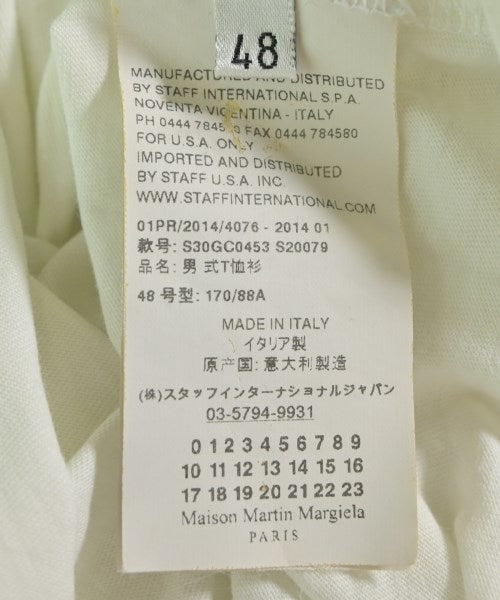 48
MANUFACTURED AND DISTRIBUTED
BY STAFF INTERNATIONAL S.P.A.
NOVENTA VICENTINA - ITALY
PH 0444 784500 FAX 0444 784580
FOR U.S.A. ONLY
IMPORTED AND DISTRIBUTED
BY STAFF U.S.A. INC.
WWW.STAFFINTERNATIONAL.COM
01PR/2014/4076 - 2014 01
款号: S30GC0453 S20079
品名: 男 式T恤衫
48 号型: 170/88A
MADE IN ITALY
イタリア製
原产国: 意大利製造
(株)スタッフインターナショナルジャパン
03-5794-9931
0 1 2 3 4 5 6 7 8 9
10 11 12 13 14 15 16
17 18 19 20 21 22 23
Maison Martin Margiela
PARIS